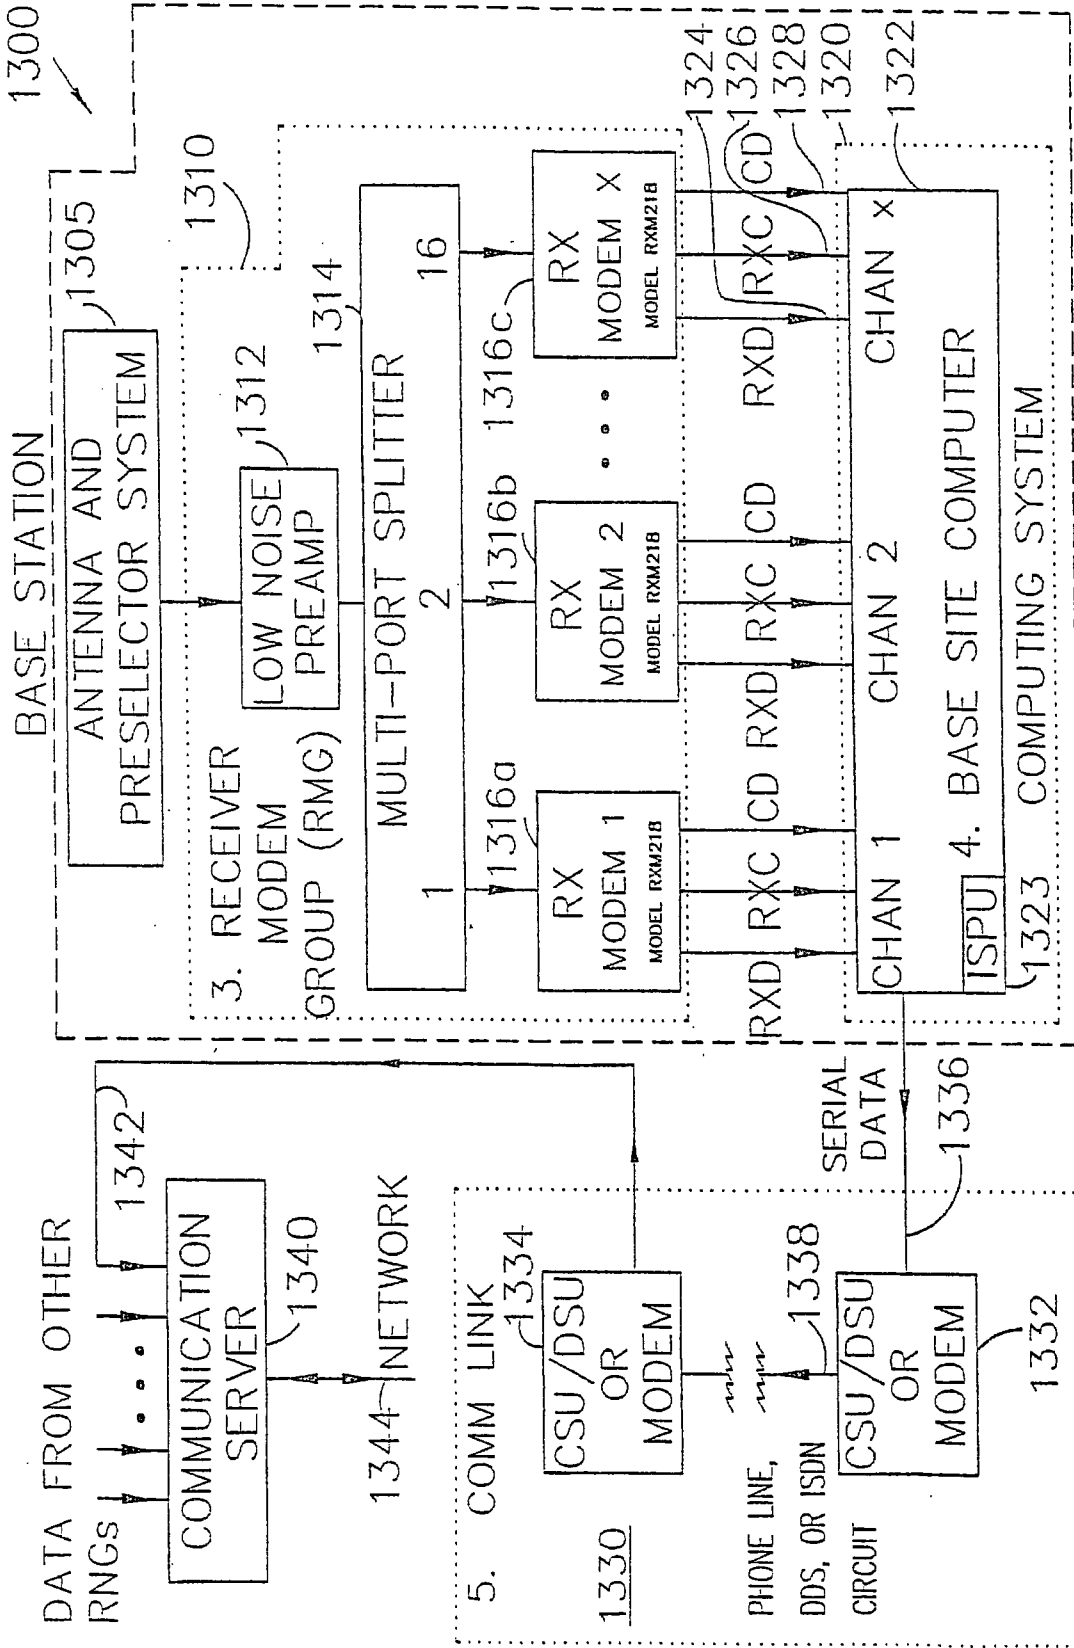 1300
BASE STATION
ANTENNA AND
PRESELECTOR SYSTEM
1305
1310
3. RECEIVER
MODEM
GROUP (RMG)
LOW NOISE
PREAMP
1312
1314
MULTI-PORT SPLITTER
1
2
16
1316a
1316b
1316c
RX
MODEM 1
MODEL RXM218
RX
MODEM 2
MODEL RXM218
RX
MODEM X
MODEL RXM218
RXD
RXC
CD
RXD
RXC
CD
RXD
RXC
CD
1324
1326
1328
1320
1322
CHAN 1
CHAN 2
CHAN X
ISPU
4. BASE SITE COMPUTER
COMPUTING SYSTEM
1323
DATA FROM OTHER
RNGs
1342
COMMUNICATION
SERVER
1340
1344
NETWORK
5. COMM LINK
1330
1334
CSU/DSU
OR
MODEM
PHONE LINE,
DDS, OR ISDN
CIRCUIT
1338
CSU/DSU
OR
MODEM
1332
SERIAL
DATA
1336